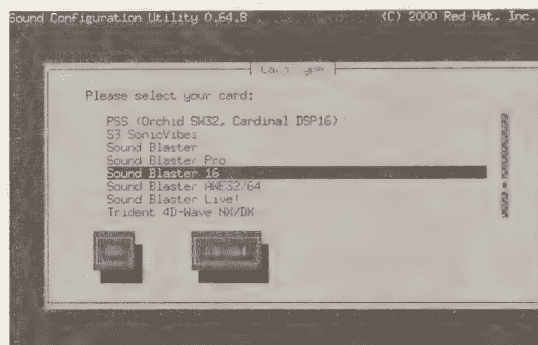 Sound Configuration Utility 0.64.8 (C) 2000 Red Hat, Inc.
Card Type
Please select your card:
PSS (Orchid SW32, Cardinal DSP16)
S3 SonicVibes
Sound Blaster
Sound Blaster Pro
Sound Blaster 16
Sound Blaster AWE32/64
Sound Blaster Live!
Trident 4D-Wave NX/DX